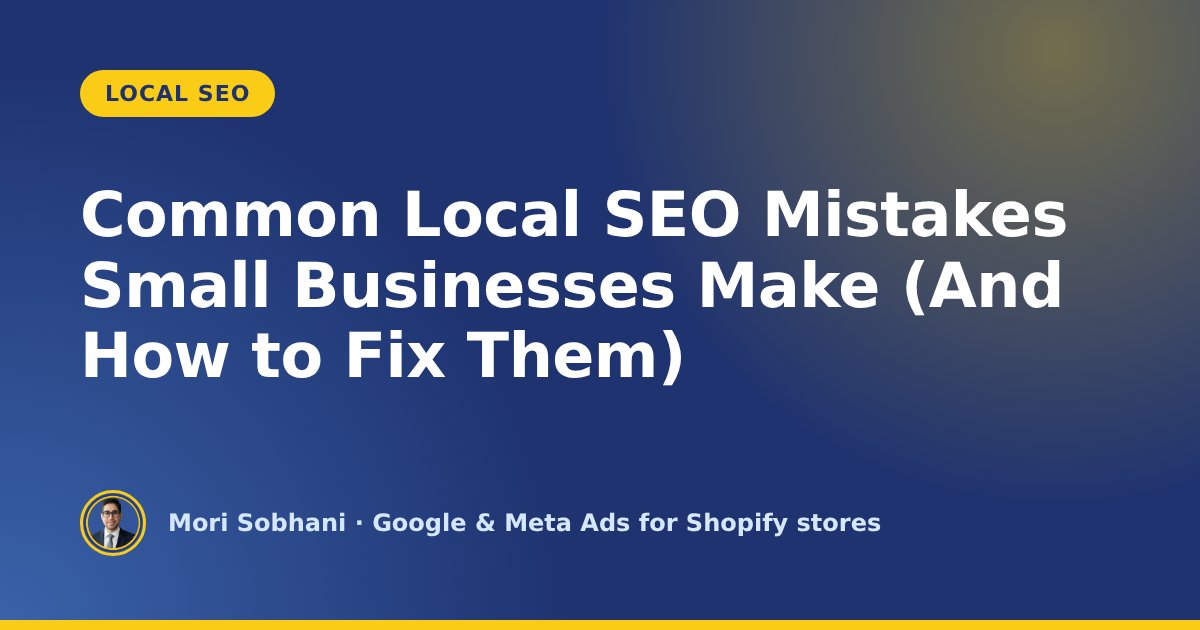 LOCAL SEO
Common Local SEO Mistakes
Small Businesses Make (And
How to Fix Them)
Mori Sobhani · Google & Meta Ads for Shopify stores